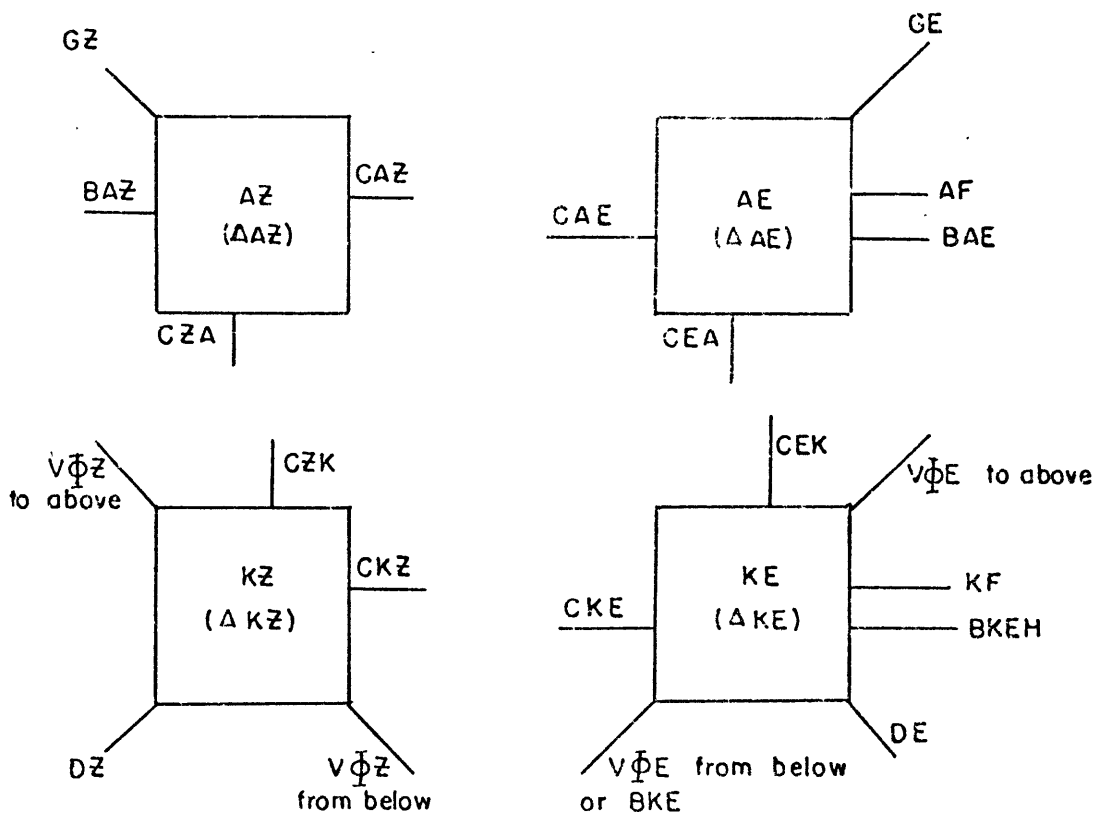 GZ
GE
BAZ
AZ
(ΔAZ)
CAZ
CZA
CAE
AE
(Δ AE)
AF
BAE
CEA
VΦZ
to above
CZK
KZ
(Δ KZ)
CKZ
DZ
VΦZ
from below
CEK
VΦE to above
CKE
KE
(Δ KE)
KF
BKEH
DE
VΦE from below
or BKE